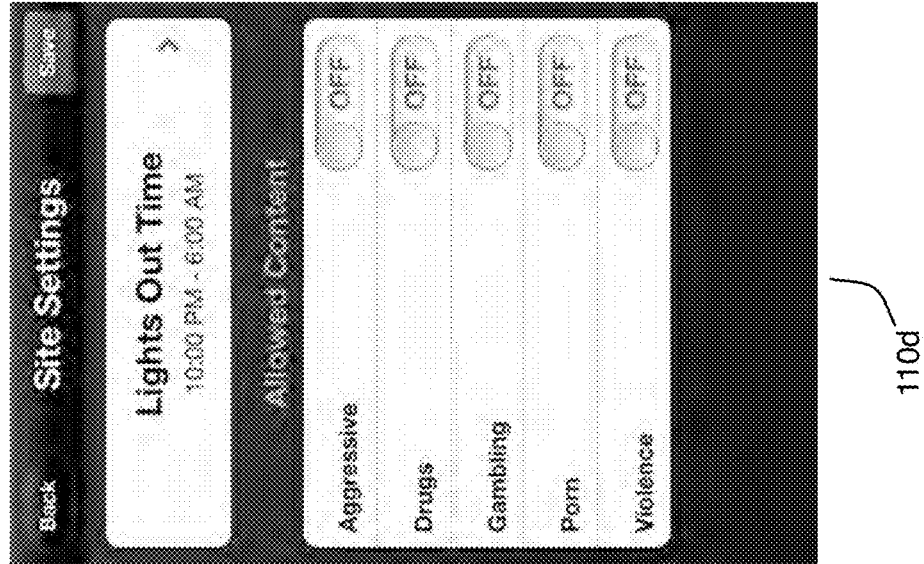 Back Site Settings Save
Lights Out Time
10:00 PM - 6:00 AM
Allowed Content
Aggressive OFF
Drugs OFF
Gambling OFF
Porn OFF
Violence OFF
110d